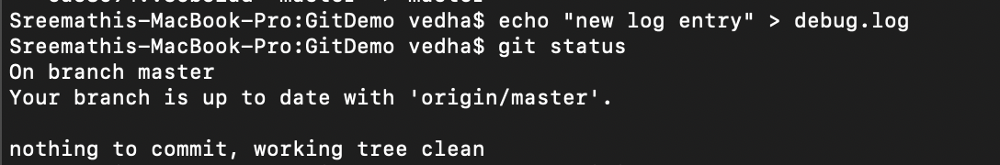 Sreemathis-MacBook-Pro:GitDemo vedha$ echo "new log entry" > debug.log
Sreemathis-MacBook-Pro:GitDemo vedha$ git status
On branch master
Your branch is up to date with 'origin/master'.
nothing to commit, working tree clean